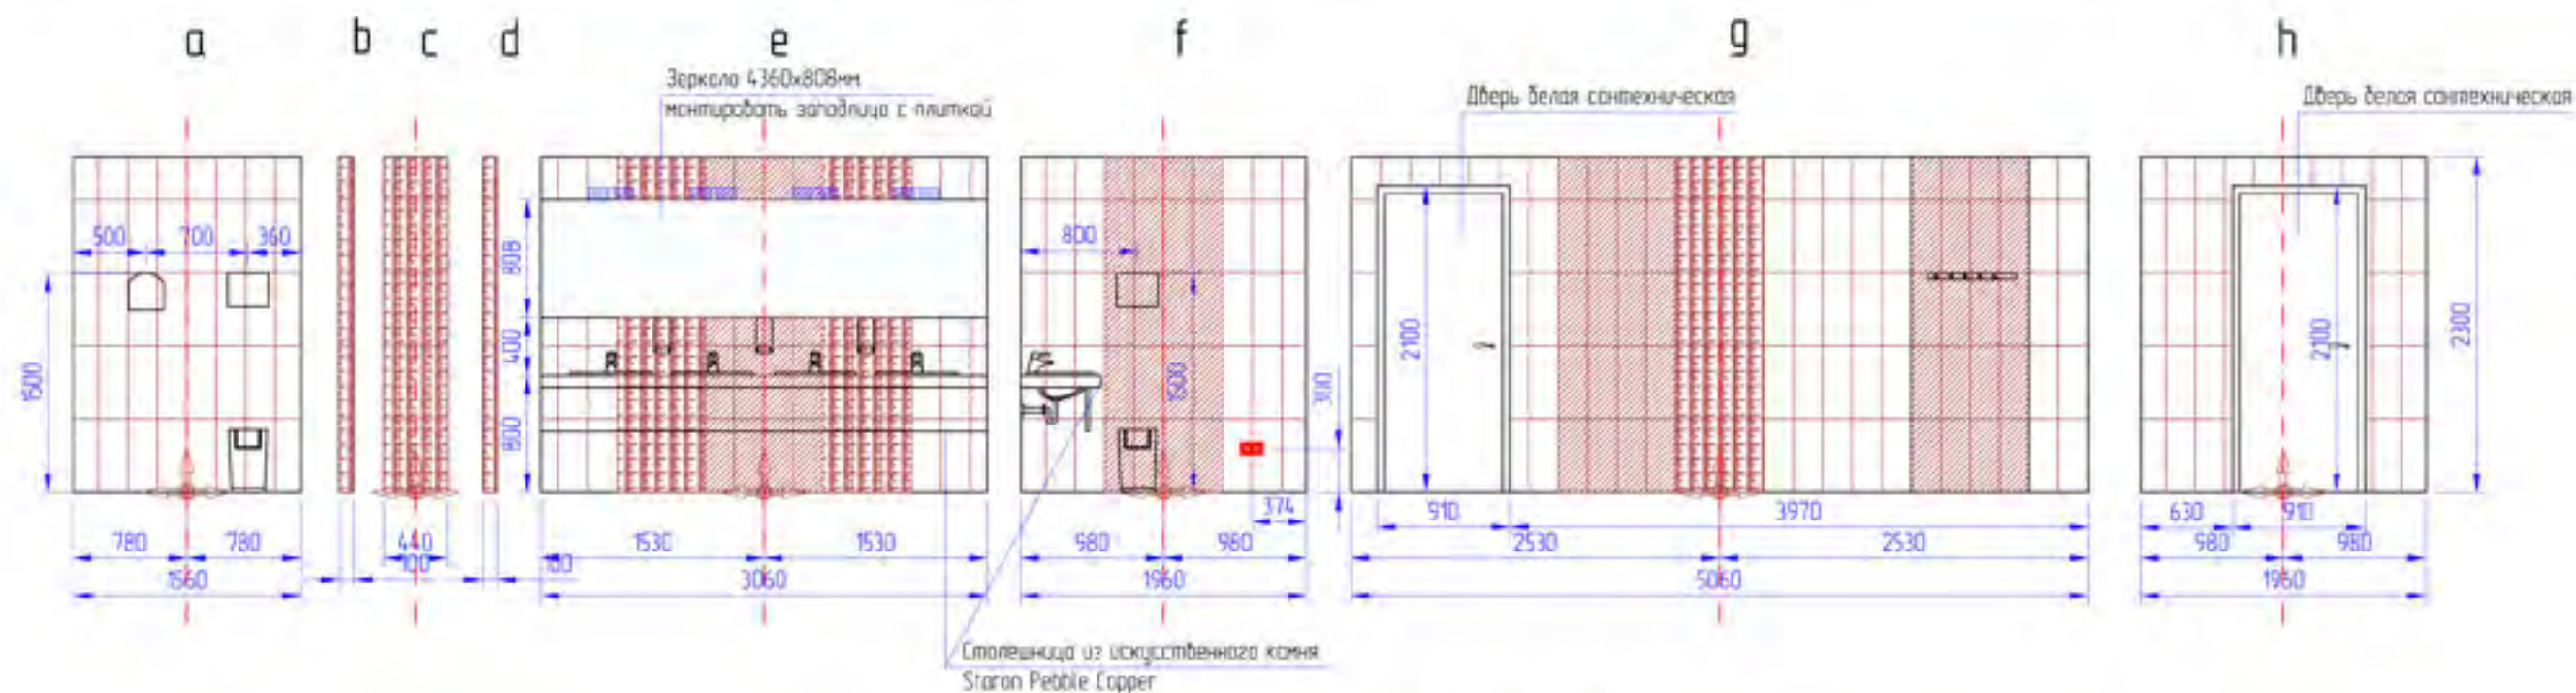 a
b
c
d
e
f
g
h
Зеркало 4360х808мм
монтировать заподлицо с плиткой
Дверь белая сантехническая
Дверь белая сантехническая
500
700
360
1500
780
780
1560
440
100
100
808
400
800
1530
1530
3060
800
1500
300
374
980
980
1960
2100
910
3970
2530
2530
5060
2100
2300
630
910
980
980
1960
Столешница из искусственного камня
Staron Pebble Copper